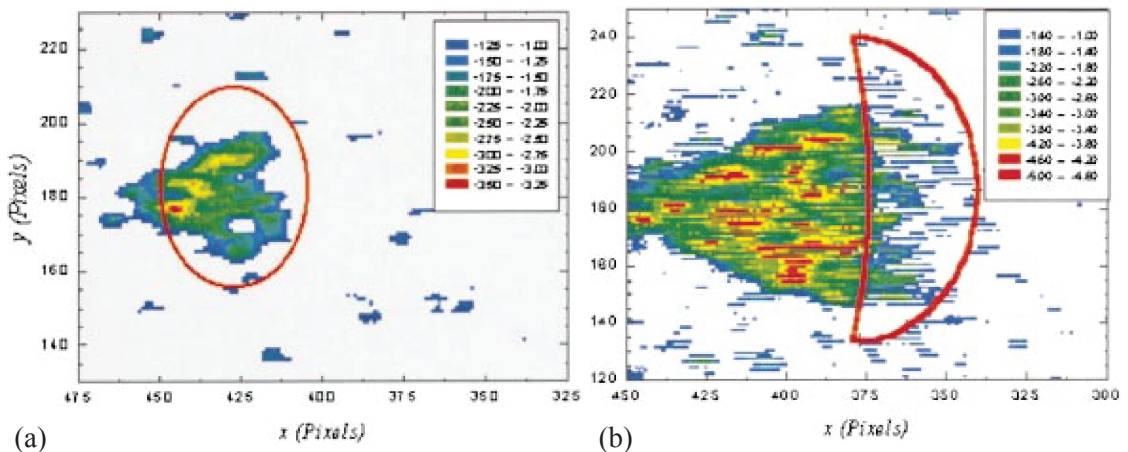 220
200
180
160
140
y (Pixels)
-1.25 – -1.00
-1.50 – -1.25
-1.75 – -1.50
-2.00 – -1.75
-2.25 – -2.00
-2.50 – -2.25
-2.75 – -2.50
-3.00 – -2.75
-3.25 – -3.00
-3.50 – -3.25
475 450 425 400 375 350 325
(a)
x (Pixels)
240
220
200
180
160
140
120
-1.40 – -1.00
-1.80 – -1.40
-2.20 – -1.80
-2.60 – -2.20
-3.00 – -2.60
-3.40 – -3.00
-3.80 – -3.40
-4.20 – -3.80
-4.60 – -4.20
-5.00 – -4.60
450 425 400 375 350 325 300
(b)
x (Pixels)